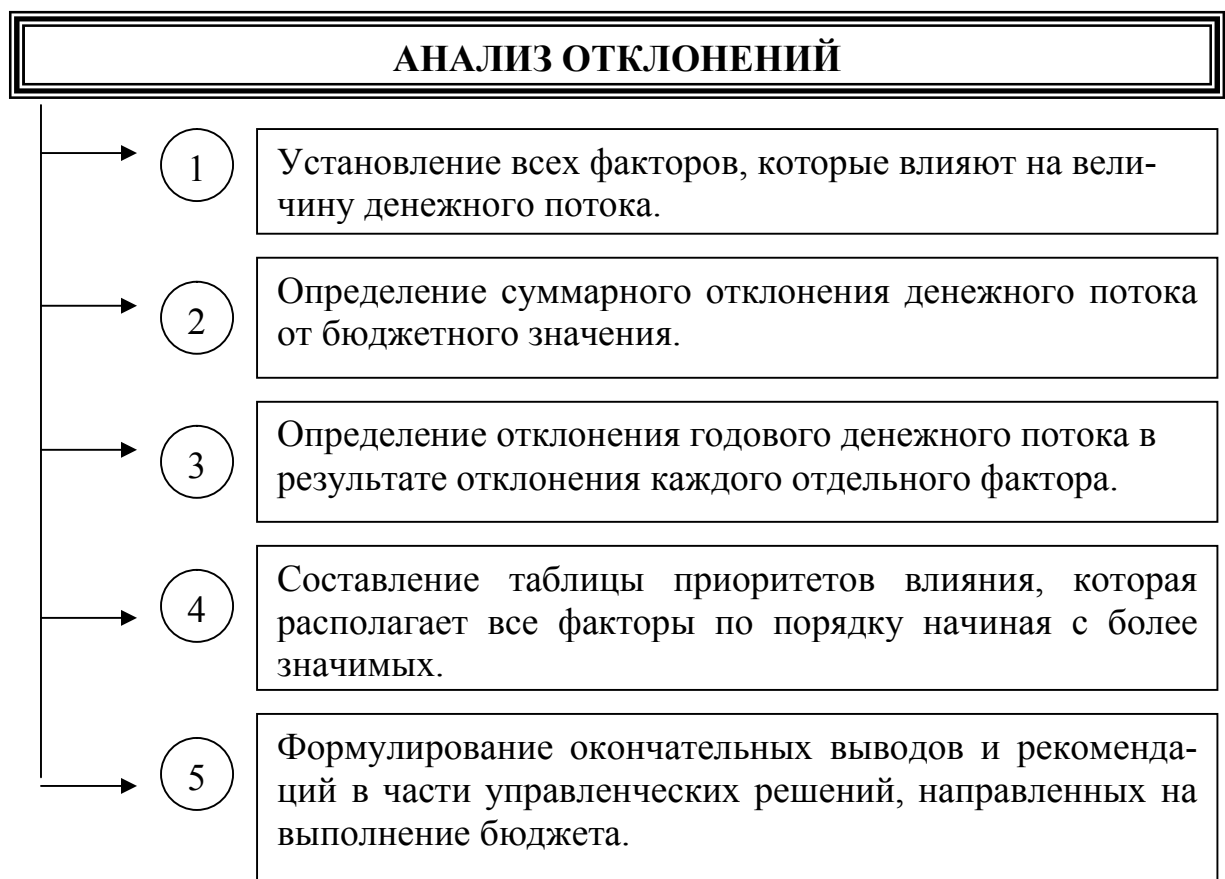 АНАЛИЗ ОТКЛОНЕНИЙ
1
Установление всех факторов, которые влияют на вели-
чину денежного потока.
2
Определение суммарного отклонения денежного потока
от бюджетного значения.
3
Определение отклонения годового денежного потока в
результате отклонения каждого отдельного фактора.
4
Составление таблицы приоритетов влияния, которая
располагает все факторы по порядку начиная с более
значимых.
5
Формулирование окончательных выводов и рекоменда-
ций в части управленческих решений, направленных на
выполнение бюджета.